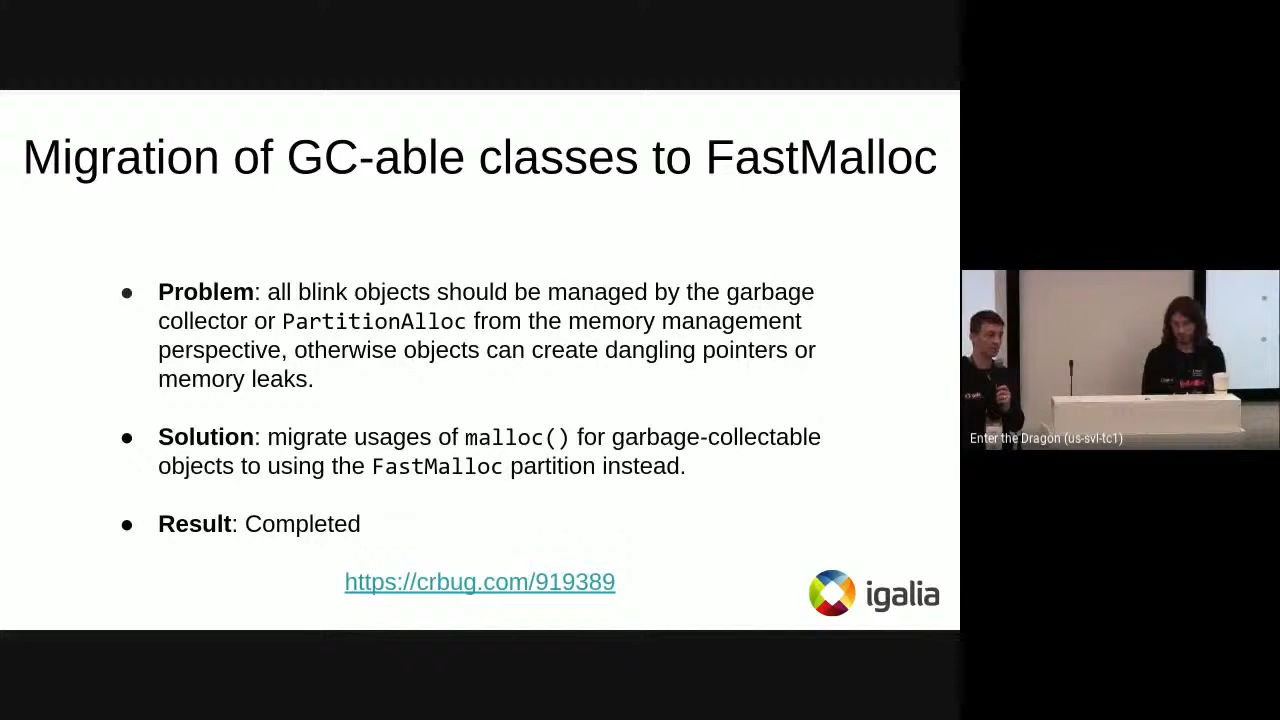 Migration of GC-able classes to FastMalloc
● Problem: all blink objects should be managed by the garbage
collector or PartitionAlloc from the memory management
perspective, otherwise objects can create dangling pointers or
memory leaks.
● Solution: migrate usages of malloc() for garbage-collectable
objects to using the FastMalloc partition instead.
● Result: Completed
https://crbug.com/919389
igalia
Enter the Dragon (us-svl-tc1)